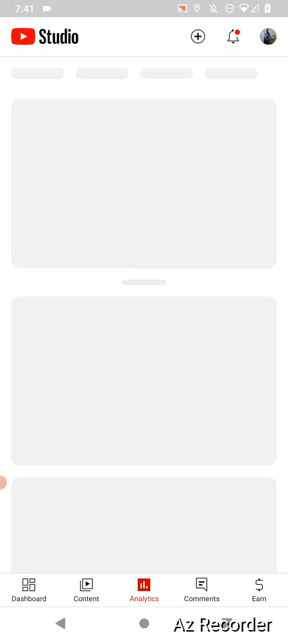 7:41
Studio
Dashboard
Content
Analytics
Comments
Earn
Az Recorder